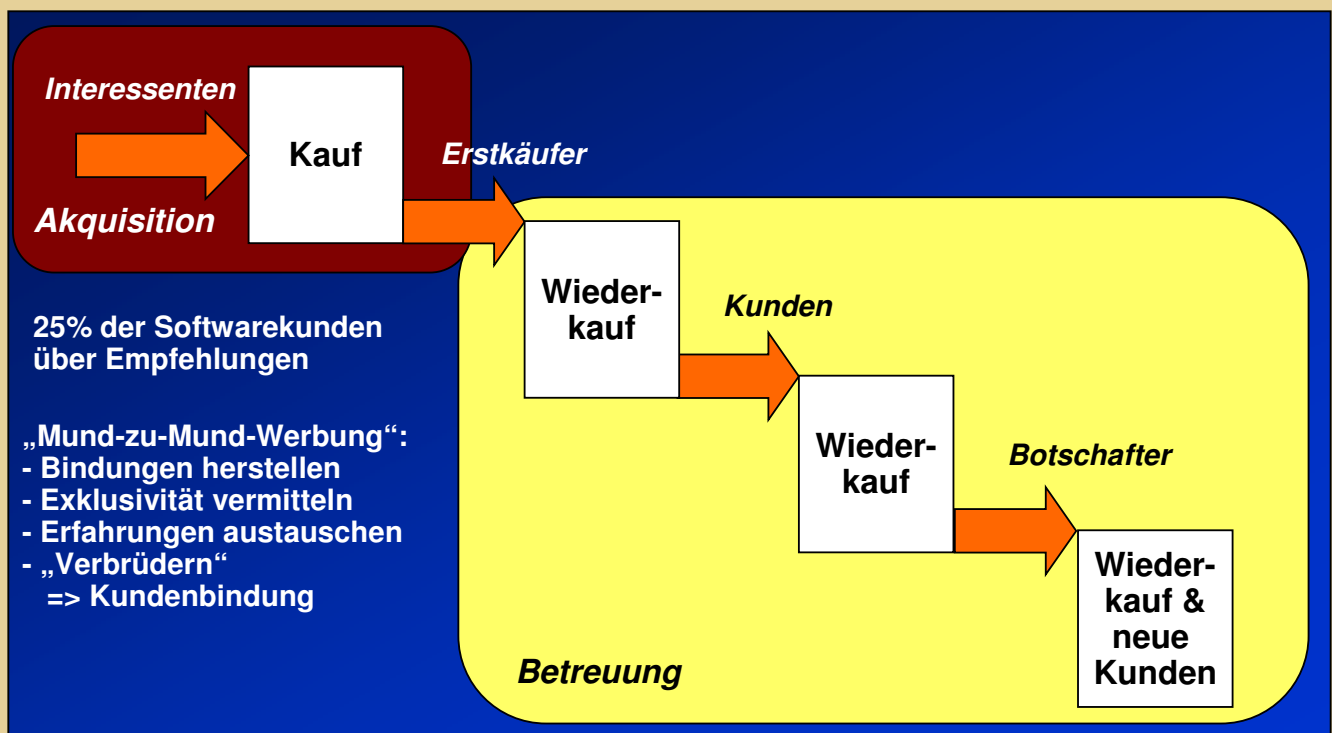 Interessenten
Kauf
Akquisition
Erstkäufer
Wieder-
kauf
Kunden
Wieder-
kauf
Botschafter
Wieder-
kauf &
neue
Kunden
Betreuung
25% der Softwarekunden
über Empfehlungen
„Mund-zu-Mund-Werbung“:
- Bindungen herstellen
- Exklusivität vermitteln
- Erfahrungen austauschen
- „Verbrüdern“
=> Kundenbindung